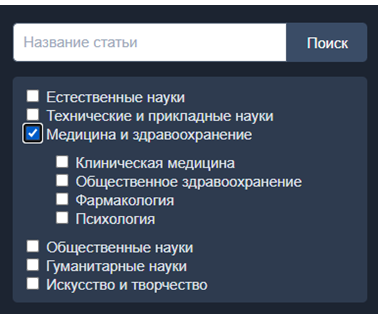 Название статьи
Поиск
Естественные науки
Технические и прикладные науки
Медицина и здравоохранение
Клиническая медицина
Общественное здравоохранение
Фармакология
Психология
Общественные науки
Гуманитарные науки
Искусство и творчество